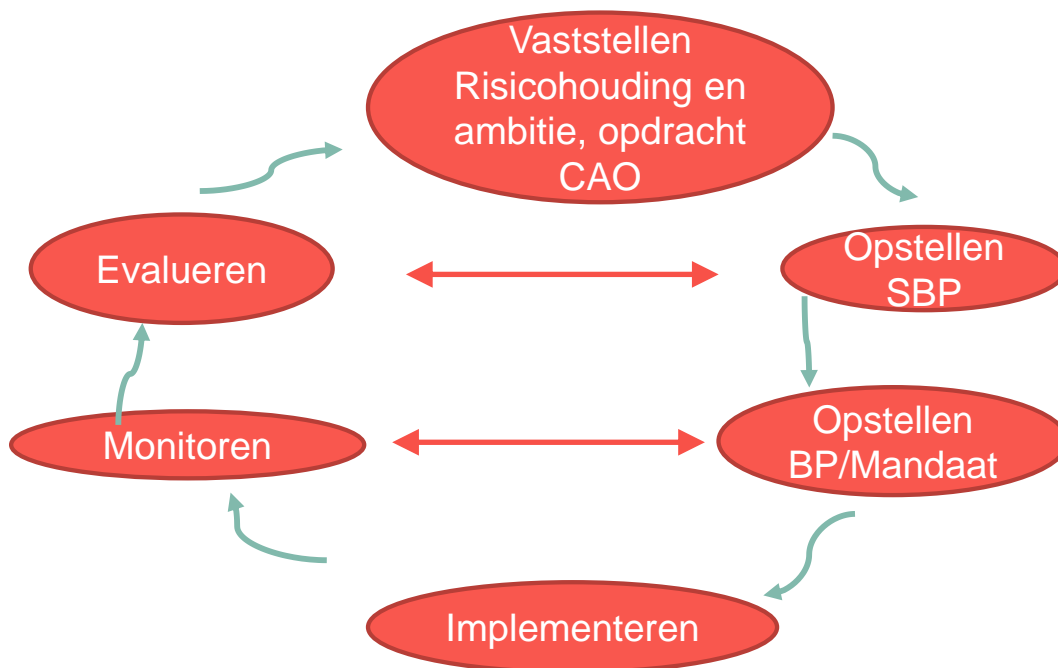 Vaststellen
Risicohouding en
ambitie, opdracht
CAO
Evalueren
Opstellen
SBP
Monitoren
Opstellen
BP/Mandaat
Implementeren